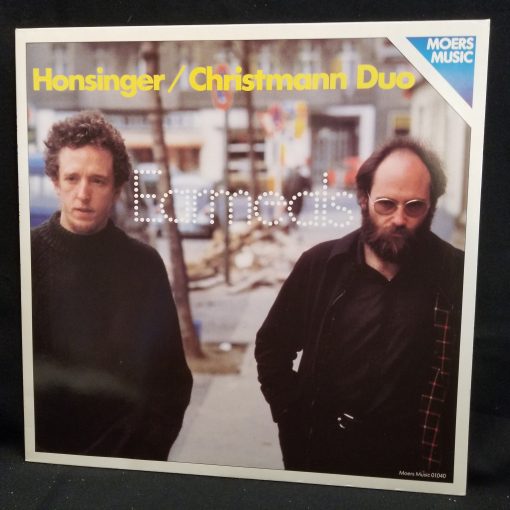 MOERS
MUSIC
Honsinger/Christmann Duo
Earmeals
Moers Music 01040